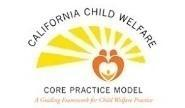 CALIFORNIA CHILD WELFARE
CORE PRACTICE MODEL
A Guiding Framework for Child Welfare Practice